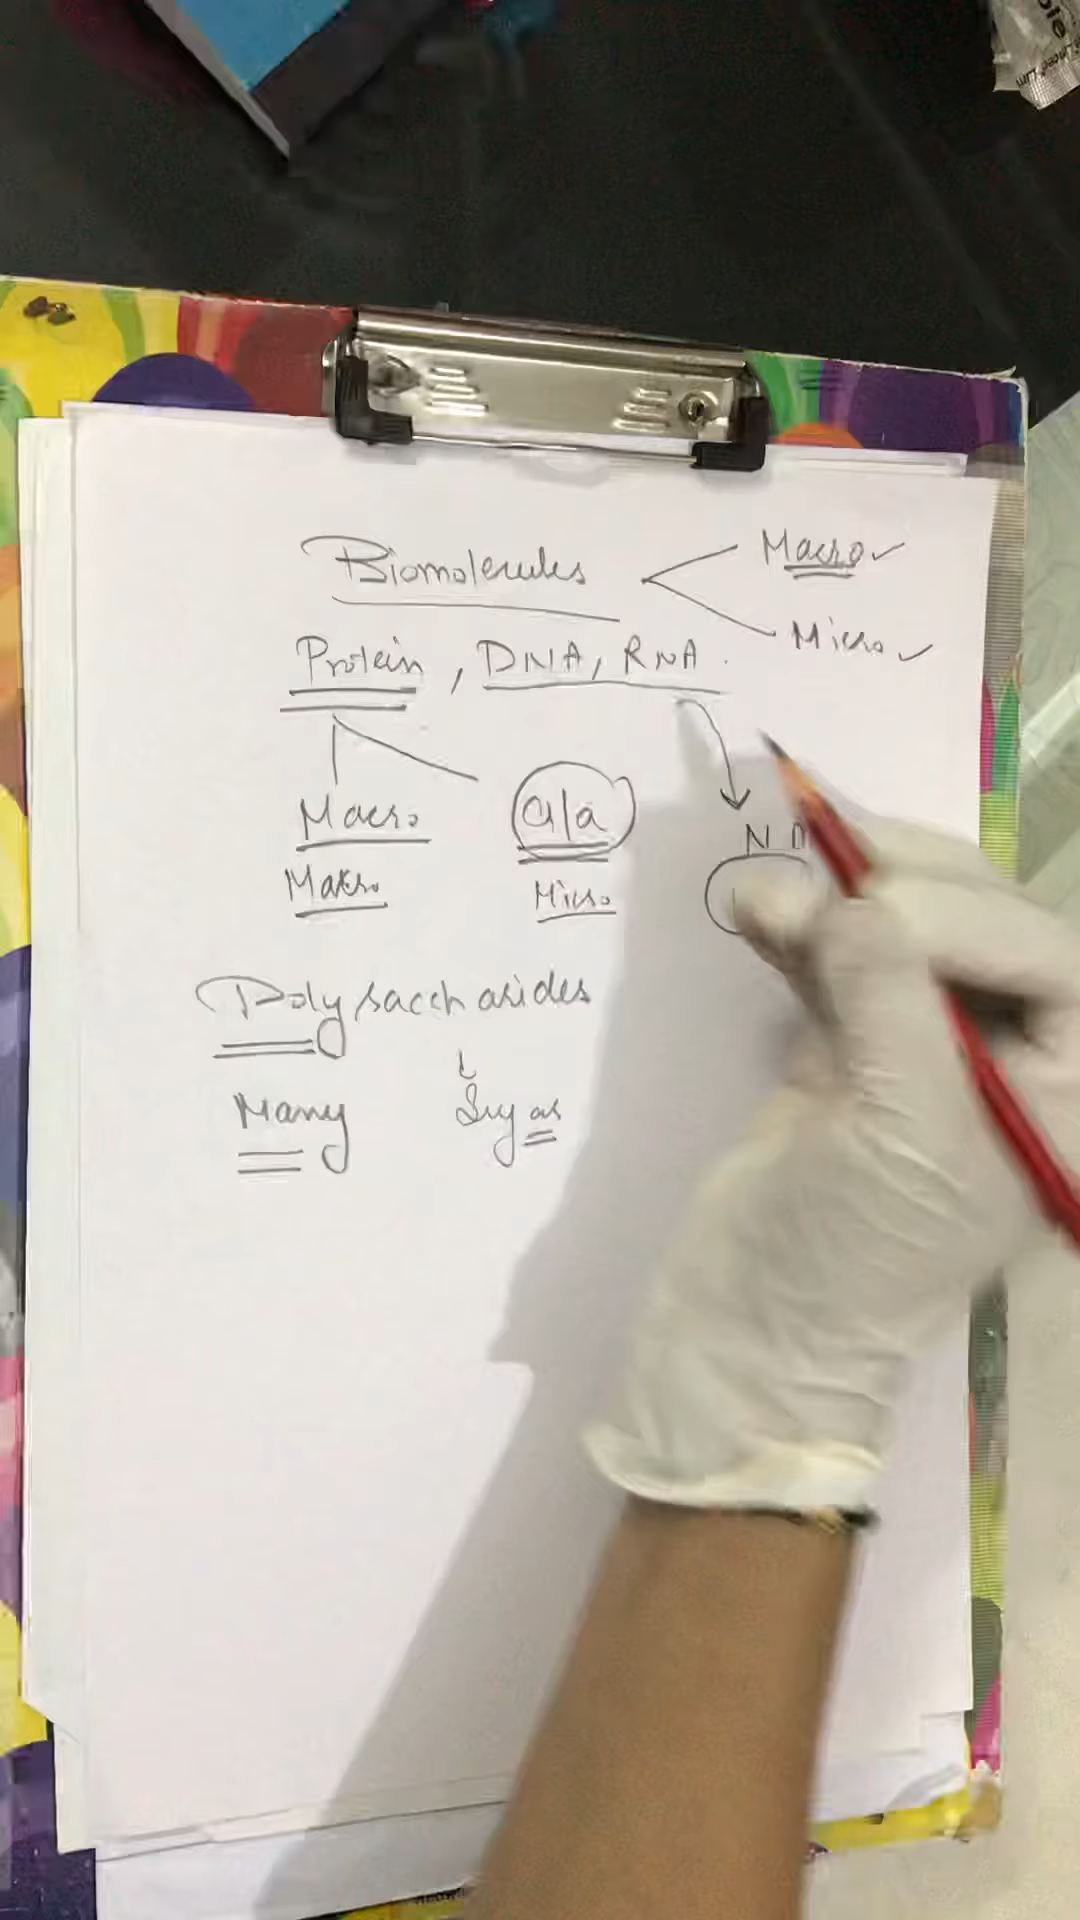 Biomolecules
Macro
Micro
Protein, DNA, RNA
Macro
a/a
Makro
Micro
Polysaccharides
Many
Sugar